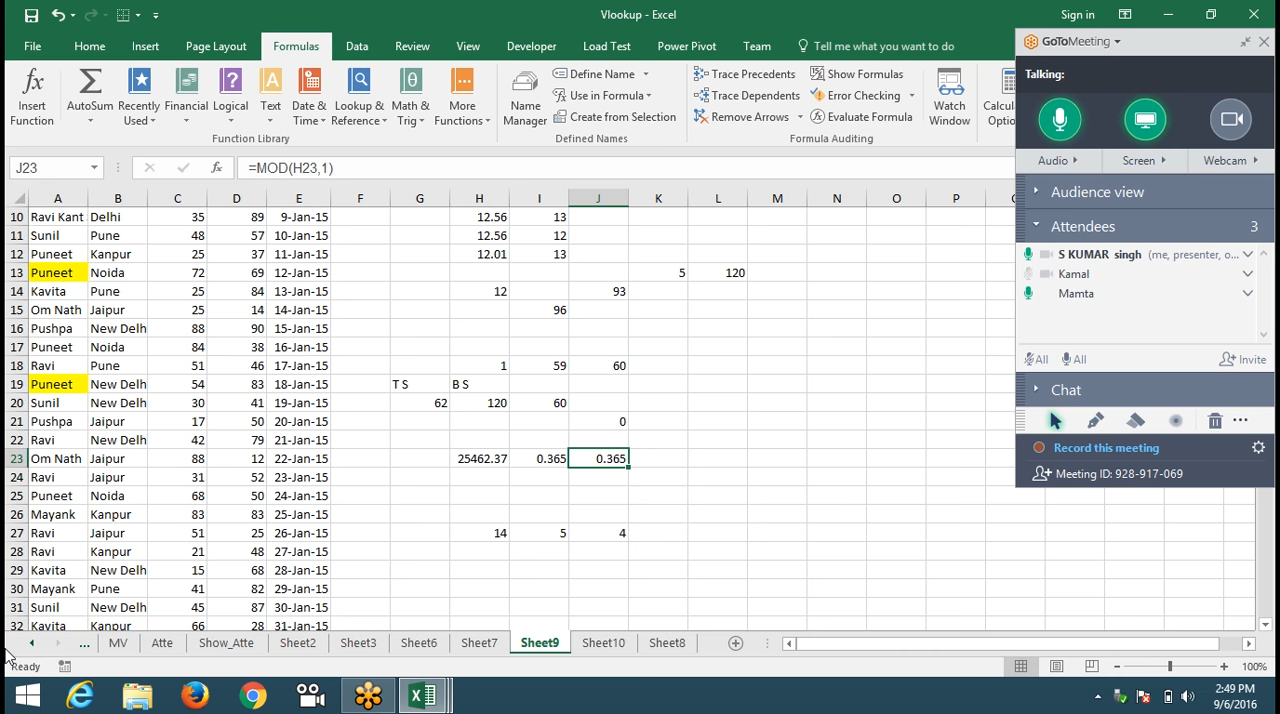 Vlookup - Excel
Sign in
File Home Insert Page Layout Formulas Data Review View Developer Load Test Power Pivot Team Tell me what you want to do
Insert Function
AutoSum
Recently Used
Financial
Logical
Text
Date & Time
Lookup & Reference
Math & Trig
More Functions
Function Library
Name Manager
Define Name
Use in Formula
Create from Selection
Defined Names
Trace Precedents
Trace Dependents
Remove Arrows
Show Formulas
Error Checking
Evaluate Formula
Formula Auditing
Watch Window
J23 fx =MOD(H23,1)
A B C D E F G H I J K L M N O P
10 Ravi Kant Delhi 35 89 9-Jan-15 12.56 13
11 Sunil Pune 48 57 10-Jan-15 12.56 12
12 Puneet Kanpur 25 37 11-Jan-15 12.01 13
13 Puneet Noida 72 69 12-Jan-15 5 120
14 Kavita Pune 25 84 13-Jan-15 12 93
15 Om Nath Jaipur 25 14 14-Jan-15 96
16 Pushpa New Delh 88 90 15-Jan-15
17 Puneet Noida 84 38 16-Jan-15
18 Ravi Pune 51 46 17-Jan-15 1 59 60
19 Puneet New Delh 54 83 18-Jan-15 T S B S
20 Sunil New Delh 30 41 19-Jan-15 62 120 60
21 Pushpa Jaipur 17 50 20-Jan-15 0
22 Ravi New Delh 42 79 21-Jan-15
23 Om Nath Jaipur 88 12 22-Jan-15 25462.37 0.365 0.365
24 Ravi Jaipur 31 52 23-Jan-15
25 Puneet Noida 68 50 24-Jan-15
26 Mayank Kanpur 83 83 25-Jan-15
27 Ravi Jaipur 51 25 26-Jan-15 14 5 4
28 Ravi Kanpur 21 48 27-Jan-15
29 Kavita New Delh 15 68 28-Jan-15
30 Mayank Pune 41 82 29-Jan-15
31 Sunil New Delh 45 87 30-Jan-15
32 Kavita Kanpur 66 28 31-Jan-15
... MV Atte Show_Atte Sheet2 Sheet3 Sheet6 Sheet7 Sheet9 Sheet10 Sheet8
Ready
100%
GoToMeeting
Talking:
Audio Screen Webcam
Audience view
Attendees 3
S KUMAR singh (me, presenter, o...
Kamal
Mamta
All All Invite
Chat
Record this meeting
Meeting ID: 928-917-069
2:49 PM
9/6/2016